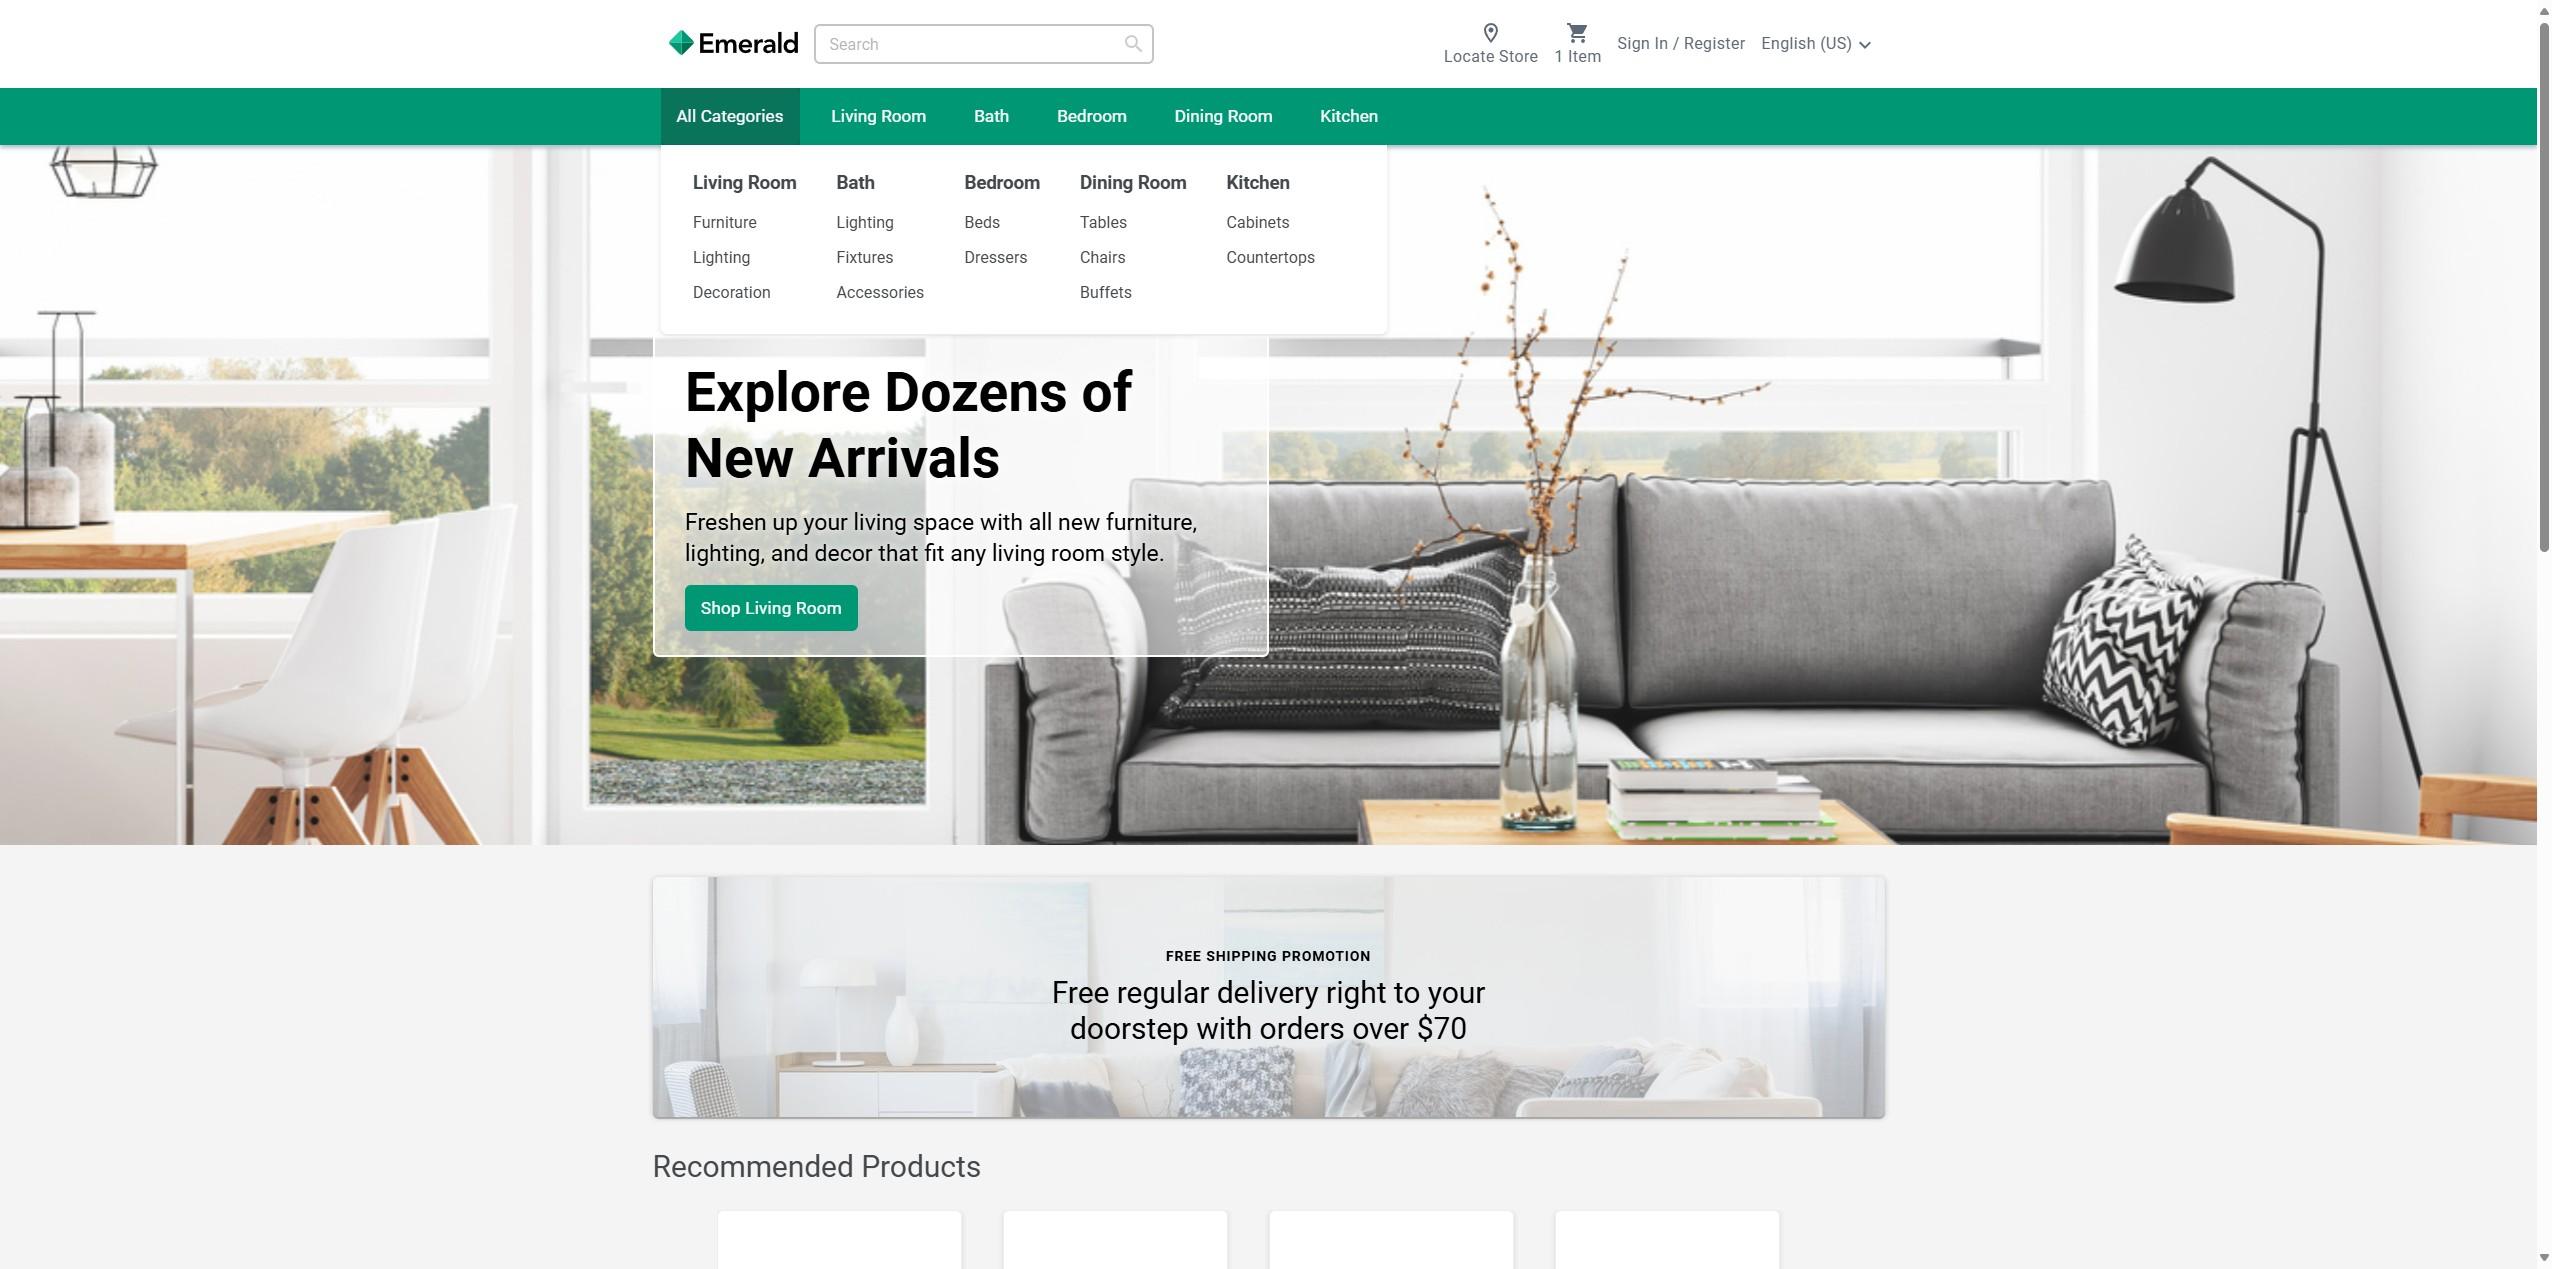 Emerald
Search
Locate Store
1 Item
Sign In / Register
English (US)
All Categories
Living Room
Bath
Bedroom
Dining Room
Kitchen
Living Room
Furniture
Lighting
Decoration
Bath
Lighting
Fixtures
Accessories
Bedroom
Beds
Dressers
Dining Room
Tables
Chairs
Buffets
Kitchen
Cabinets
Countertops
Explore Dozens of
New Arrivals
Freshen up your living space with all new furniture,
lighting, and decor that fit any living room style.
Shop Living Room
FREE SHIPPING PROMOTION
Free regular delivery right to your
doorstep with orders over $70
Recommended Products